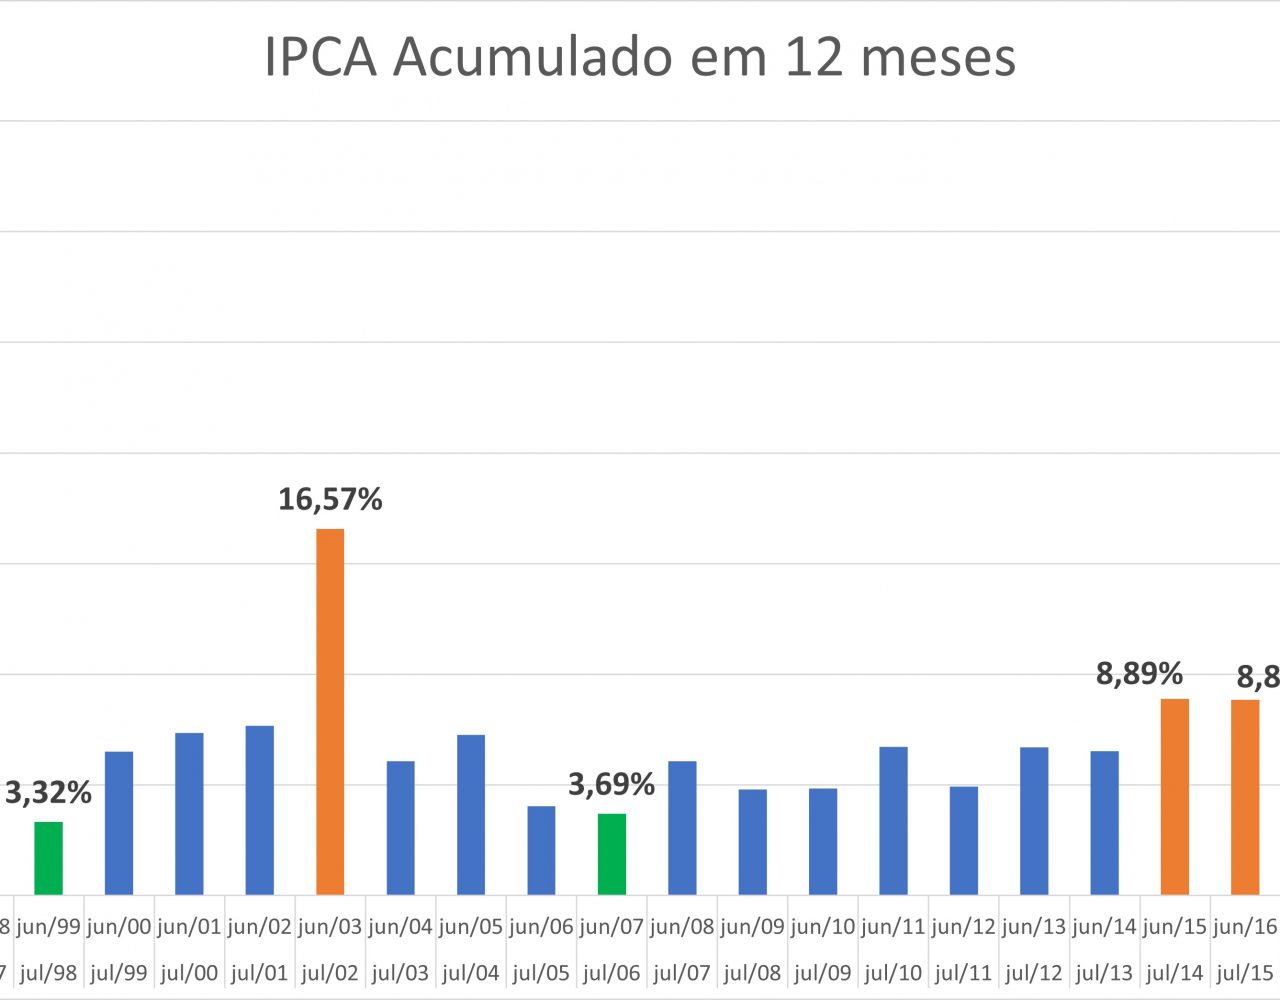 IPCA Acumulado em 12 meses
16,57%
8,89%
8,8
3,32%
3,69%
8 jun/99 jun/00 jun/01 jun/02 jun/03 jun/04 jun/05 jun/06 jun/07 jun/08 jun/09 jun/10 jun/11 jun/12 jun/13 jun/14 jun/15 jun/16
7 jul/98 jul/99 jul/00 jul/01 jul/02 jul/03 jul/04 jul/05 jul/06 jul/07 jul/08 jul/09 jul/10 jul/11 jul/12 jul/13 jul/14 jul/15